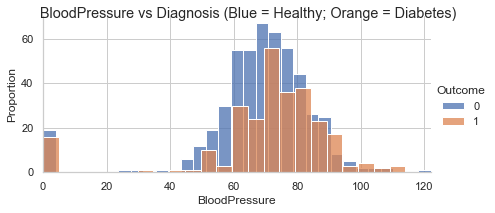 BloodPressure vs Diagnosis (Blue = Healthy; Orange = Diabetes)
60
40
20
0
Proportion
0 20 40 60 80 100 120
BloodPressure
Outcome
0
1